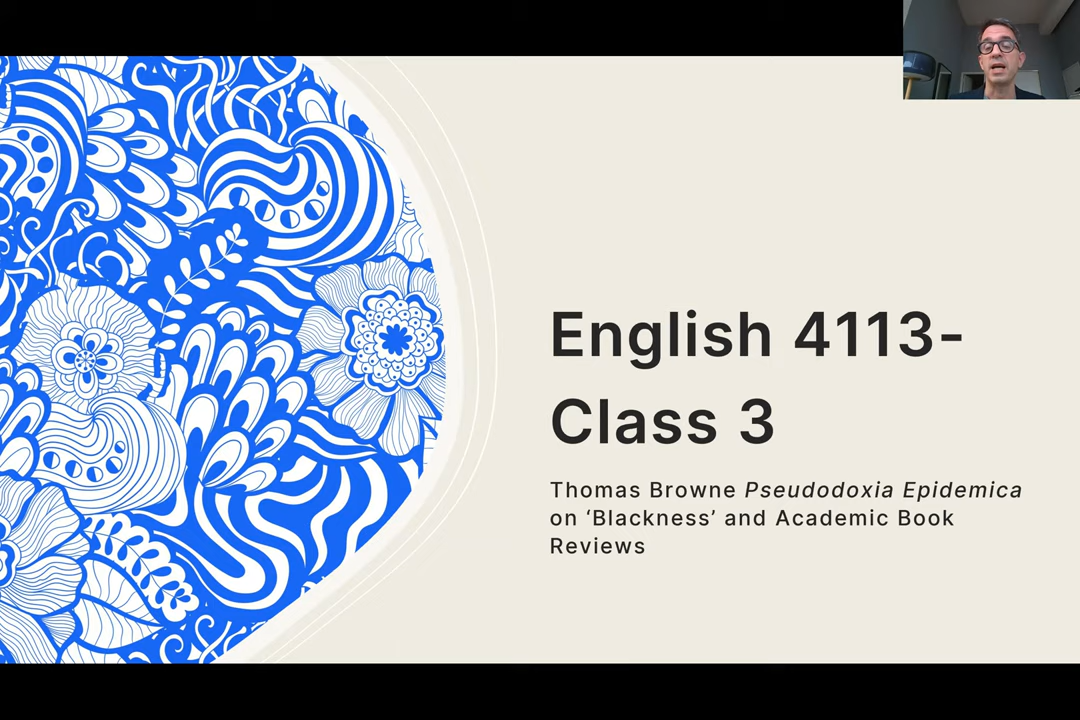 English 4113-
Class 3
Thomas Browne Pseudodoxia Epidemica
on ‘Blackness’ and Academic Book
Reviews